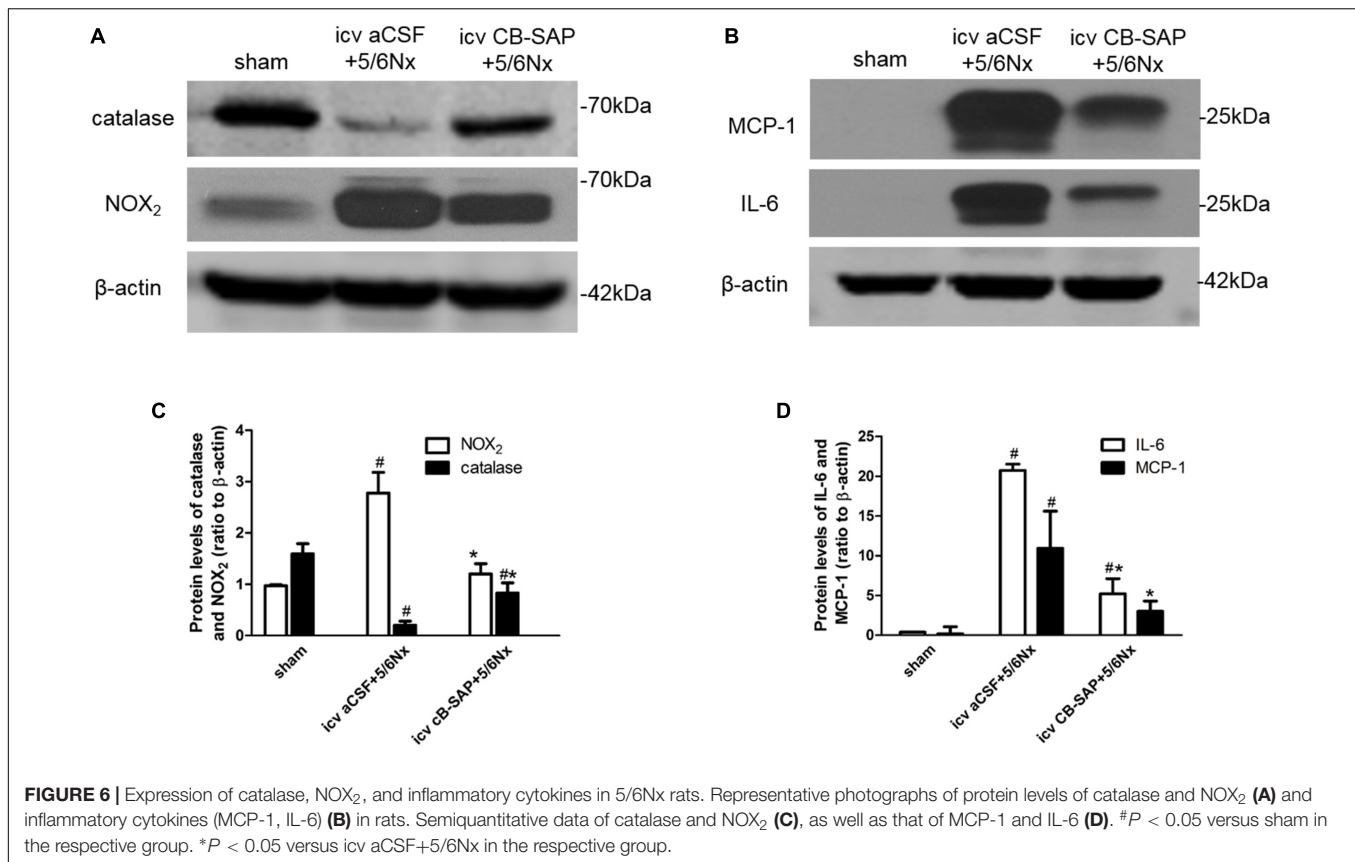 A
sham
icv aCSF
+5/6Nx
icv CB-SAP
+5/6Nx
catalase
-70kDa
NOX₂
-70kDa
β-actin
-42kDa
B
sham
icv aCSF
+5/6Nx
icv CB-SAP
+5/6Nx
MCP-1
-25kDa
IL-6
-25kDa
β-actin
-42kDa
C
Protein levels of catalase
and NOX₂ (ratio to β-actin)
4
3
2
1
0
NOX₂
catalase
#
#
*
#*
sham
icv aCSF+5/6Nx
icv cB-SAP+5/6Nx
D
Protein levels of IL-6 and
MCP-1 (ratio to β-actin)
25
20
15
10
5
0
IL-6
MCP-1
#
#
#*
*
sham
icv aCSF+5/6Nx
icv CB-SAP+5/6Nx
FIGURE 6 | Expression of catalase, NOX₂, and inflammatory cytokines in 5/6Nx rats. Representative photographs of protein levels of catalase and NOX₂ (A) and
inflammatory cytokines (MCP-1, IL-6) (B) in rats. Semiquantitative data of catalase and NOX₂ (C), as well as that of MCP-1 and IL-6 (D). #P < 0.05 versus sham in
the respective group. *P < 0.05 versus icv aCSF+5/6Nx in the respective group.